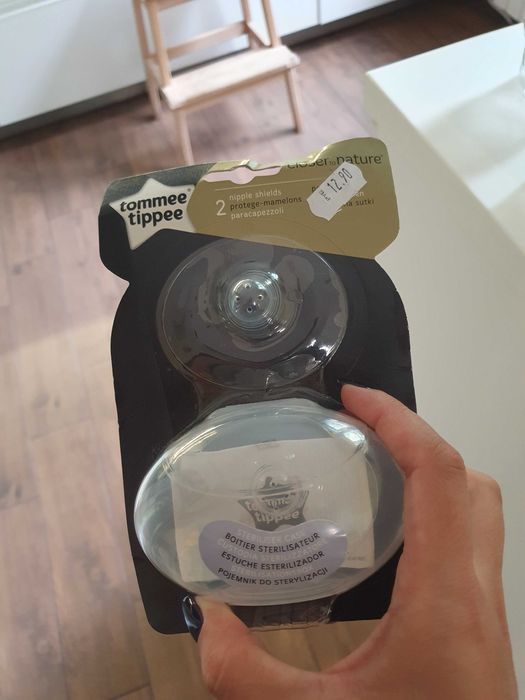 closer to nature
tommee
tippee
2
nipple shields
protege-mamelons
paracapezzoli
12.90
sutki
tommee
tippee
BOITIER STERILISATEUR
ESTUCHE ESTERILIZADOR
POJEMNIK DO STERYLIZACJI